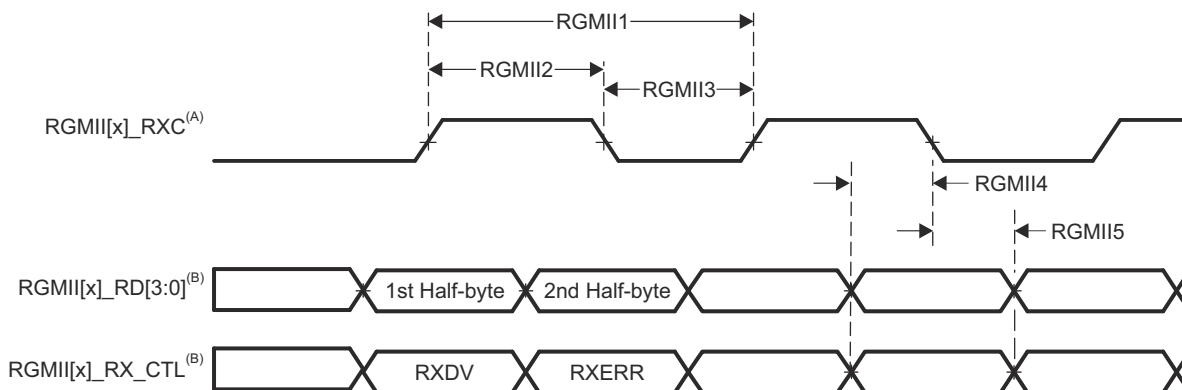 RGMII1
RGMII2
RGMII3
RGMII[x]_RXC(A)
RGMII4
RGMII5
RGMII[x]_RD[3:0](B)
1st Half-byte
2nd Half-byte
RGMII[x]_RX_CTL(B)
RXDV
RXERR